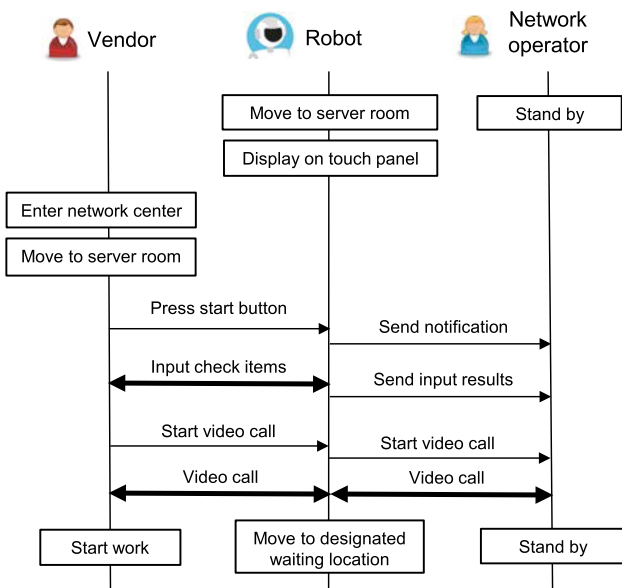 Vendor
Robot
Network
operator
Move to server room
Stand by
Display on touch panel
Enter network center
Move to server room
Press start button
Send notification
Input check items
Send input results
Start video call
Start video call
Video call
Video call
Start work
Move to designated
waiting location
Stand by